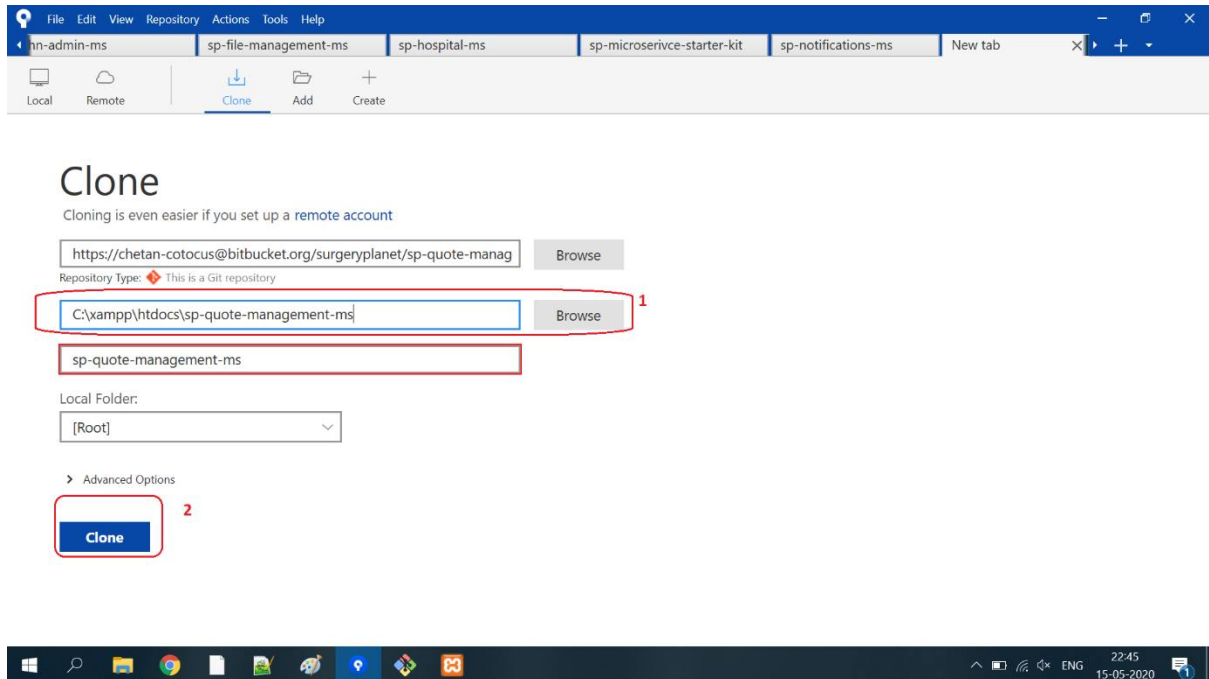 File Edit View Repository Actions Tools Help
hn-admin-ms sp-file-management-ms sp-hospital-ms sp-microserivce-starter-kit sp-notifications-ms New tab
Local Remote Clone Add Create
Clone
Cloning is even easier if you set up a remote account
https://chetan-cotocus@bitbucket.org/surgeryplanet/sp-quote-manag Browse
Repository Type: This is a Git repository
1
C:\xampp\htdocs\sp-quote-management-ms Browse
sp-quote-management-ms
Local Folder:
[Root]
Advanced Options
2
Clone
ENG 22:45
15-05-2020
1